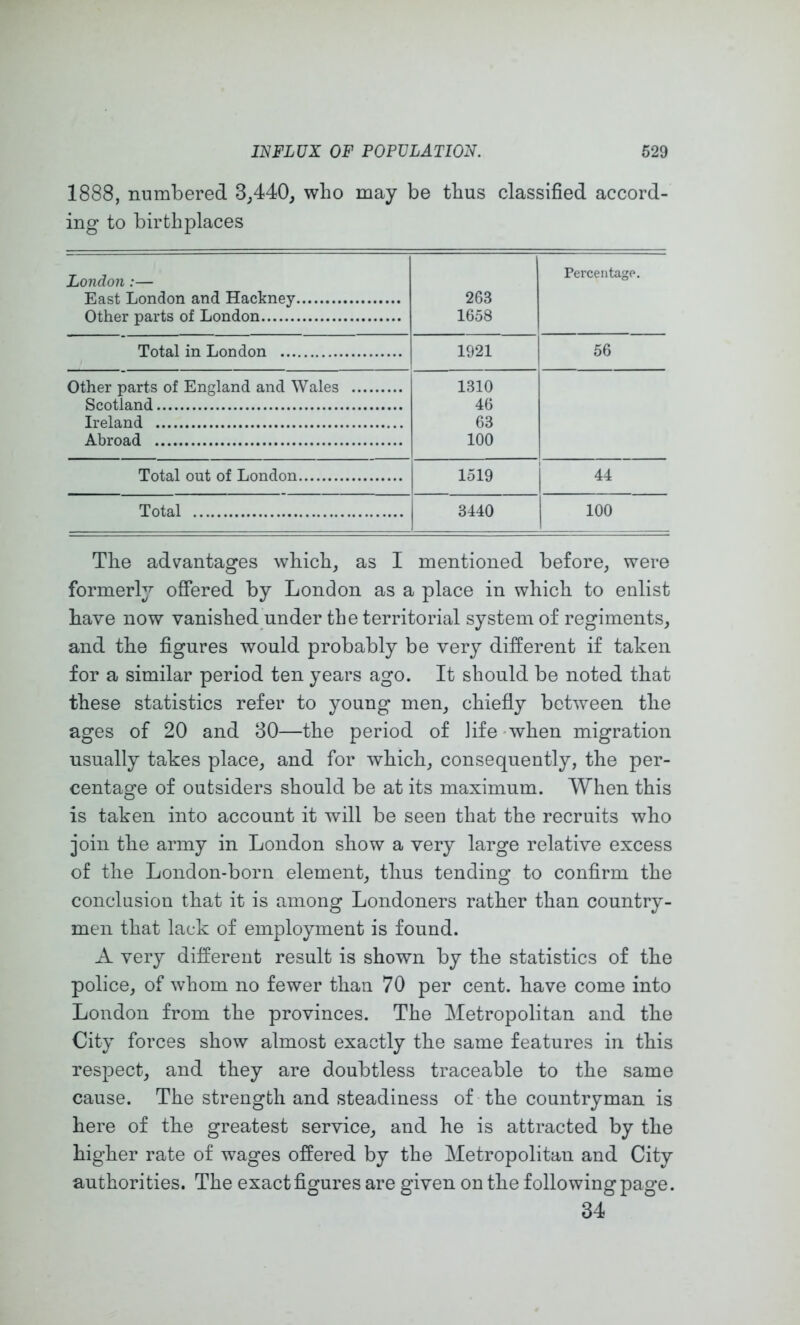 INFLUX OF POPULATION. 529
1888, numbered 3,440, who may be thus classified accord-
ing to birthplaces
London :— Percentage.
East London and Hackney................... 263
Other parts of London......................... 1658
Total in London ...................... 1921 56
Other parts of England and Wales ......... 1310
Scotland............................................ 46
Ireland ............................................ 63
Abroad ............................................ 100
Total out of London................... 1519 44
Total ...................................... 3440 100
The advantages which, as I mentioned before, were
formerly offered by London as a place in which to enlist
have now vanished under the territorial system of regiments,
and the figures would probably be very different if taken
for a similar period ten years ago. It should be noted that
these statistics refer to young men, chiefly between the
ages of 20 and 30—the period of life when migration
usually takes place, and for which, consequently, the per-
centage of outsiders should be at its maximum. When this
is taken into account it will be seen that the recruits who
join the army in London show a very large relative excess
of the London-born element, thus tending to confirm the
conclusion that it is among Londoners rather than country-
men that lack of employment is found.
A very different result is shown by the statistics of the
police, of whom no fewer than 70 per cent. have come into
London from the provinces. The Metropolitan and the
City forces show almost exactly the same features in this
respect, and they are doubtless traceable to the same
cause. The strength and steadiness of the countryman is
here of the greatest service, and he is attracted by the
higher rate of wages offered by the Metropolitan and City
authorities. The exact figures are given on the following page.
34